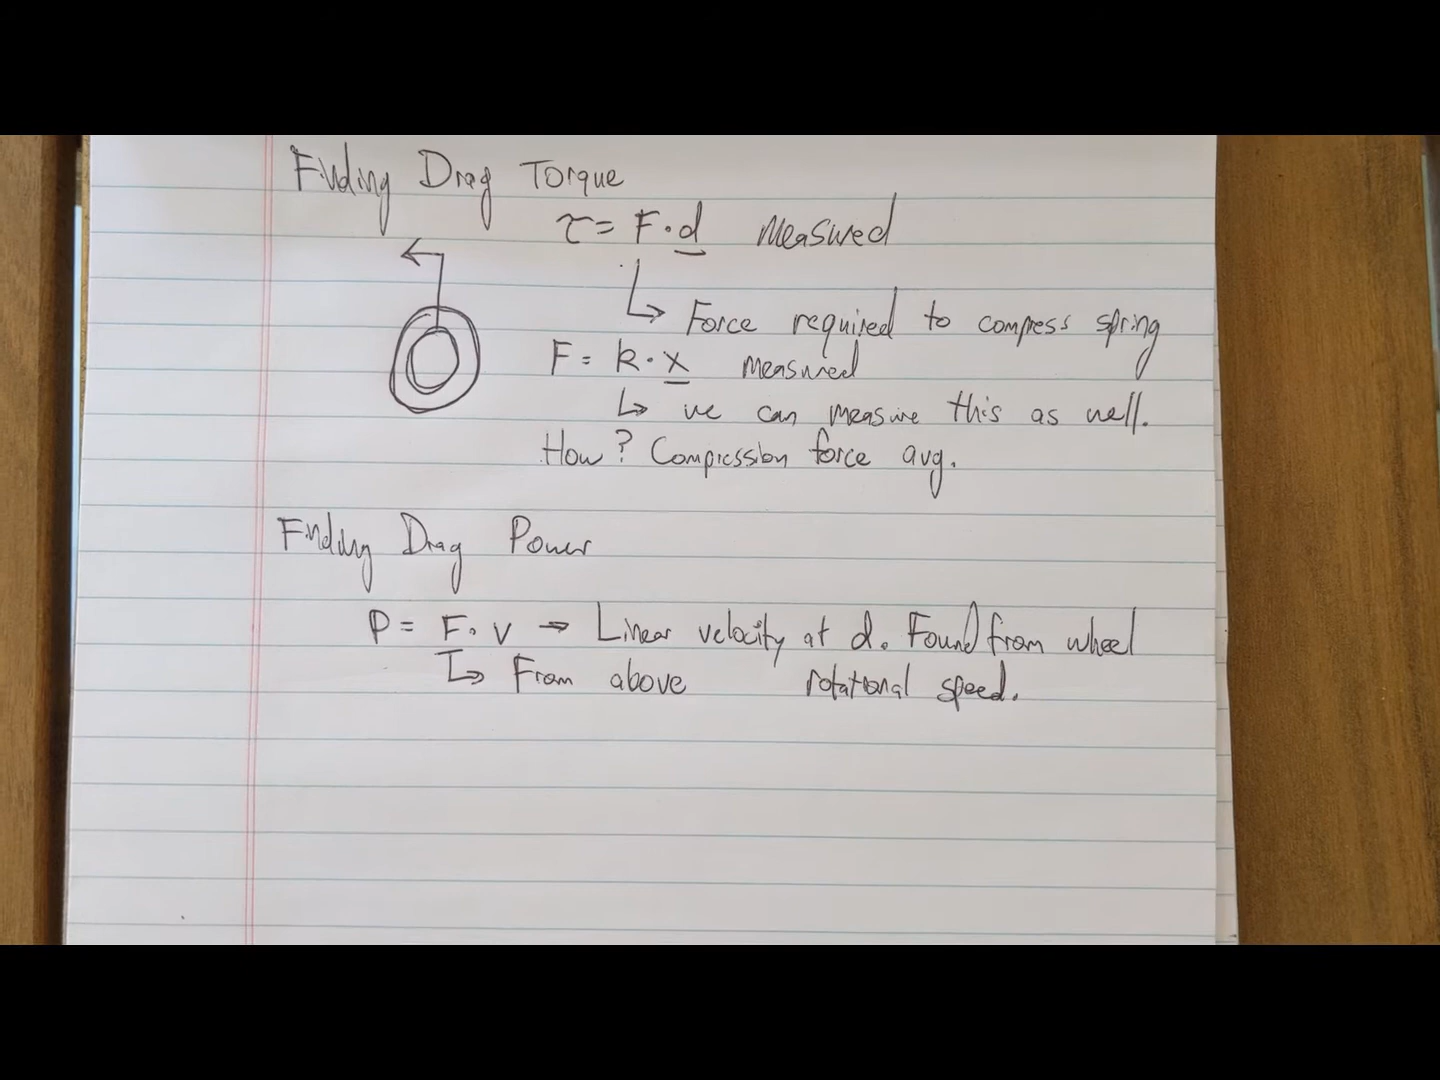 Finding Drag Torque
τ = F · d measured
Force required to compress spring
F = k · x measured
we can measure this as well.
How? Compression force avg.
Finding Drag Power
P = F · v → Linear velocity at d. Found from wheel
From above rotational speed.